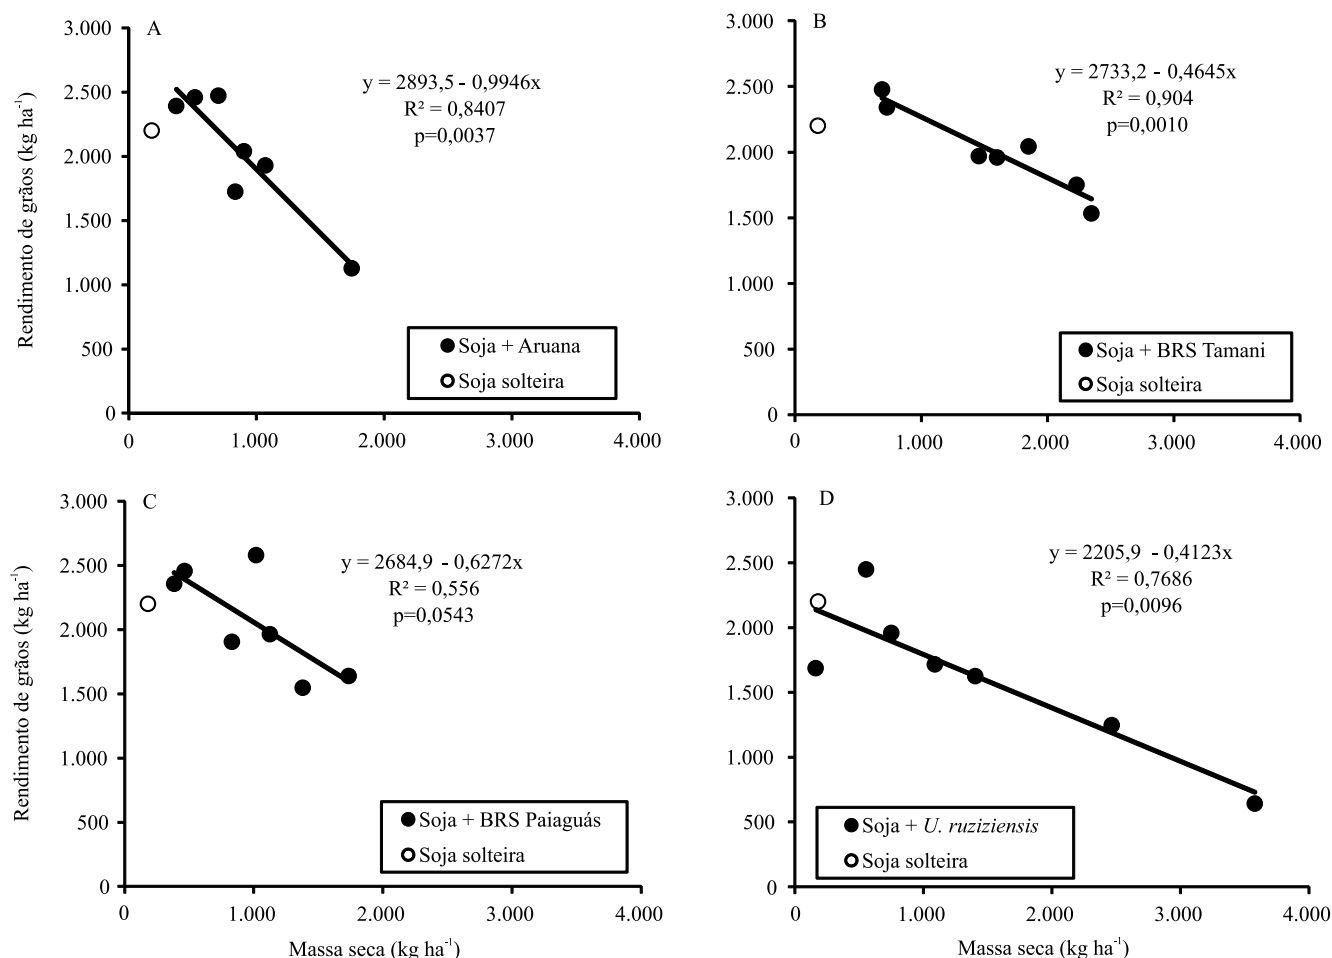 A
3.000
2.500
2.000
1.500
1.000
500
0
Rendimento de grãos (kg ha⁻¹)
y = 2893,5 - 0,9946x
R² = 0,8407
p=0,0037
Soja + Aruana
Soja solteira
0 1.000 2.000 3.000 4.000
B
3.000
2.500
2.000
1.500
1.000
500
0
y = 2733,2 - 0,4645x
R² = 0,904
p=0,0010
Soja + BRS Tamani
Soja solteira
0 1.000 2.000 3.000 4.000
C
3.000
2.500
2.000
1.500
1.000
500
0
Rendimento de grãos (kg ha⁻¹)
y = 2684,9 - 0,6272x
R² = 0,556
p=0,0543
Soja + BRS Paiaguás
Soja solteira
0 1.000 2.000 3.000 4.000
Massa seca (kg ha⁻¹)
D
3.000
2.500
2.000
1.500
1.000
500
0
y = 2205,9 - 0,4123x
R² = 0,7686
p=0,0096
Soja + U. ruziziensis
Soja solteira
0 1.000 2.000 3.000 4.000
Massa seca (kg ha⁻¹)